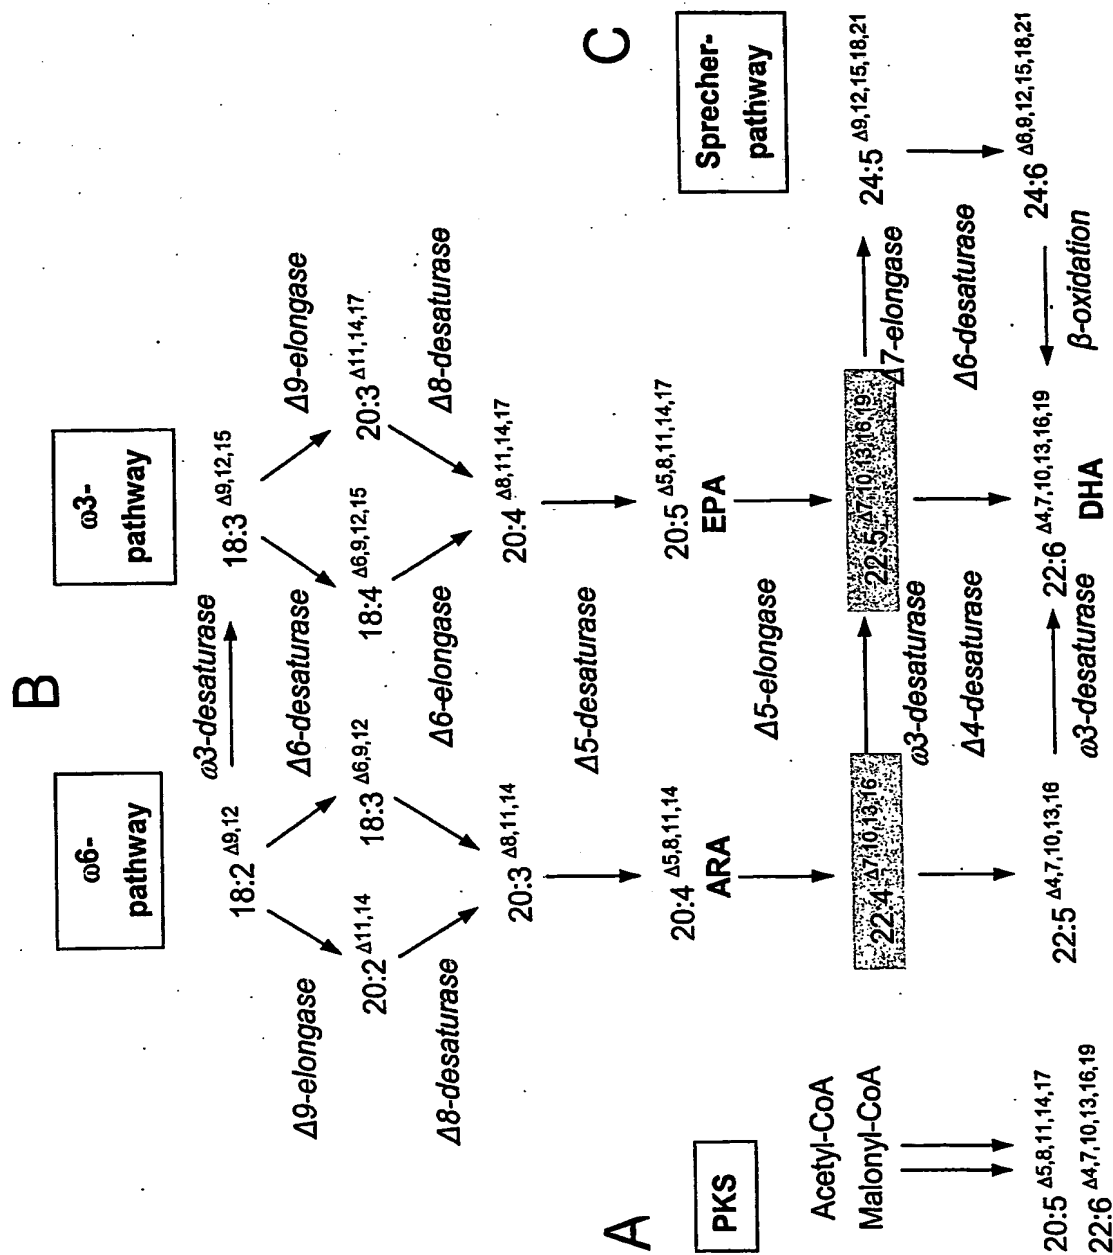 A
PKS
Acetyl-CoA
Malonyl-CoA
20:5 Δ5,8,11,14,17
22:6 Δ4,7,10,13,16,19
B
ω6-
pathway
ω3-
pathway
18:2 Δ9,12
ω3-desaturase
18:3 Δ9,12,15
Δ9-elongase
Δ6-desaturase
Δ9-elongase
20:2 Δ11,14
18:3 Δ6,9,12
18:4 Δ6,9,12,15
20:3 Δ11,14,17
Δ8-desaturase
Δ6-elongase
Δ8-desaturase
20:3 Δ8,11,14
20:4 Δ8,11,14,17
Δ5-desaturase
20:4 Δ5,8,11,14
ARA
20:5 Δ5,8,11,14,17
EPA
Δ5-elongase
22:4 Δ7,10,13,16
ω3-desaturase
22:5 Δ7,10,13,16,19
Δ4-desaturase
22:5 Δ4,7,10,13,16
ω3-desaturase
22:6 Δ4,7,10,13,16,19
DHA
C
Sprecher-
pathway
Δ7-elongase
24:5 Δ9,12,15,18,21
Δ6-desaturase
24:6 Δ6,9,12,15,18,21
β-oxidation